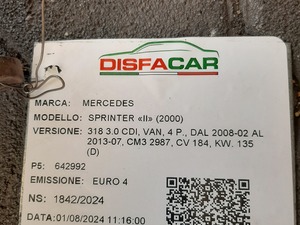 DISFACAR
MARCA: MERCEDES
MODELLO: SPRINTER «II» (2000)
VERSIONE: 318 3.0 CDI, VAN, 4 P., DAL 2008-02 AL
2013-07, CM3 2987, CV 184, KW. 135
(D)
P5: 642992
EMISSIONE: EURO 4
NS: 1842/2024
DATA:01/08/2024 11:16:00